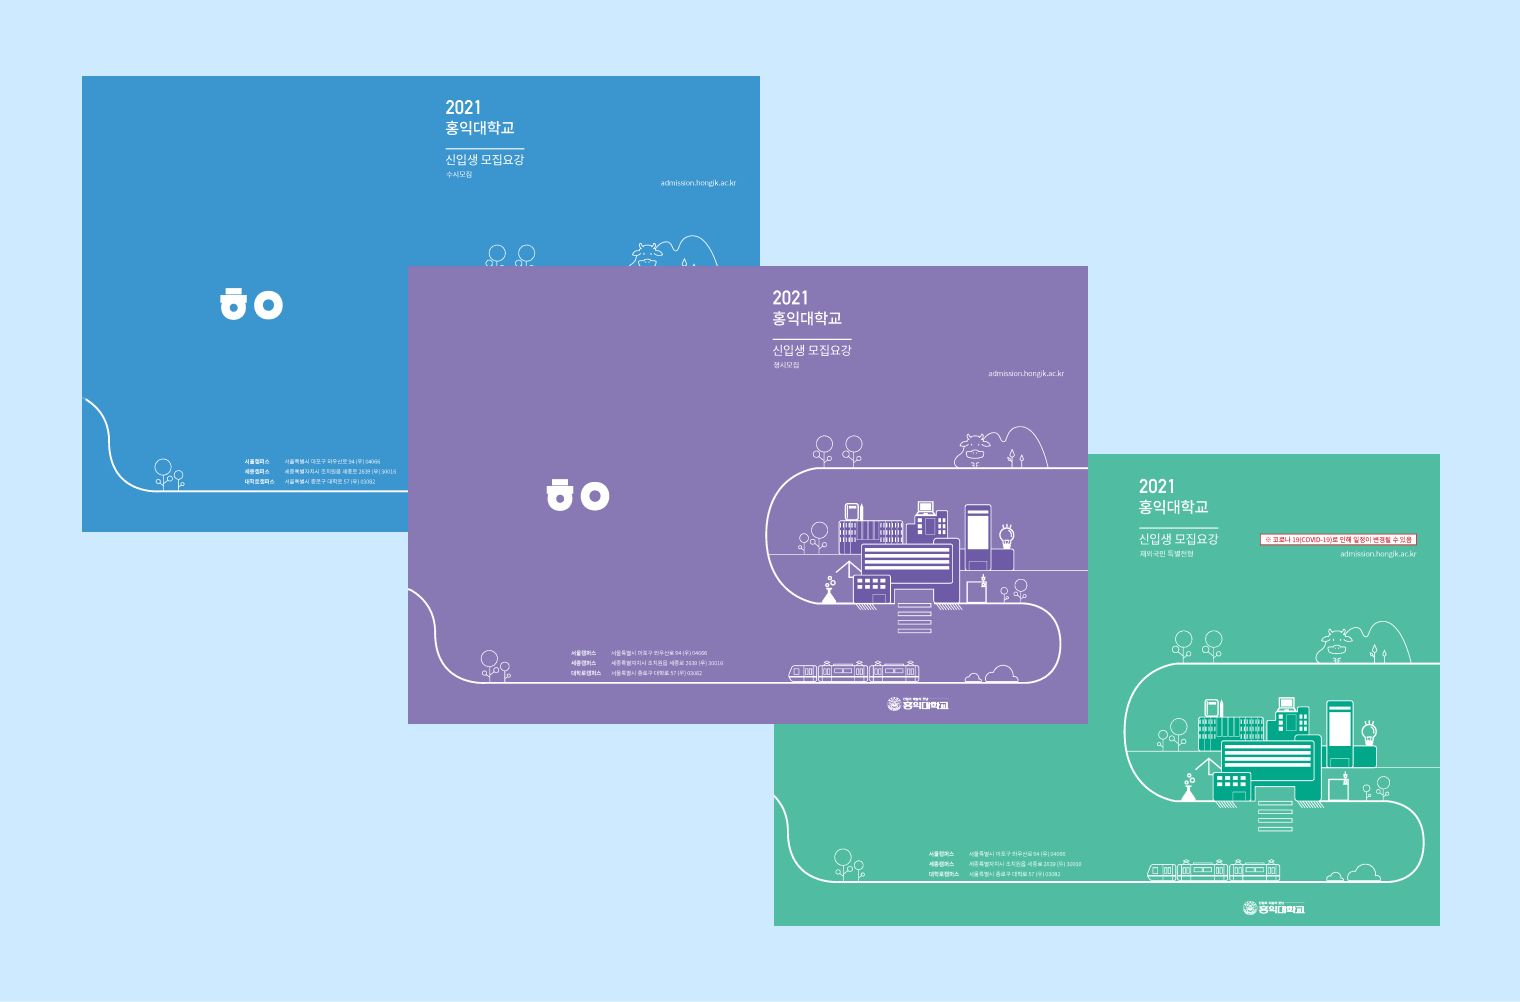 2021
홍익대학교
신입생 모집요강
수시모집
admission.hongik.ac.kr
서울캠퍼스 서울특별시 마포구 와우산로 94 (우) 04066
세종캠퍼스 세종특별자치시 조치원읍 세종로 2639 (우) 30016
대학로캠퍼스 서울특별시 종로구 대학로 57 (우) 03082
2021
홍익대학교
신입생 모집요강
정시모집
admission.hongik.ac.kr
서울캠퍼스 서울특별시 마포구 와우산로 94 (우) 04066
세종캠퍼스 세종특별자치시 조치원읍 세종로 2639 (우) 30016
대학로캠퍼스 서울특별시 종로구 대학로 57 (우) 03082
홍익대학교
2021
홍익대학교
신입생 모집요강
재외국민 특별전형
※ 코로나 19(COVID-19)로 인해 일정이 변경될 수 있음
admission.hongik.ac.kr
서울캠퍼스 서울특별시 마포구 와우산로 94 (우) 04066
세종캠퍼스 세종특별자치시 조치원읍 세종로 2639 (우) 30016
대학로캠퍼스 서울특별시 종로구 대학로 57 (우) 03082
홍익대학교